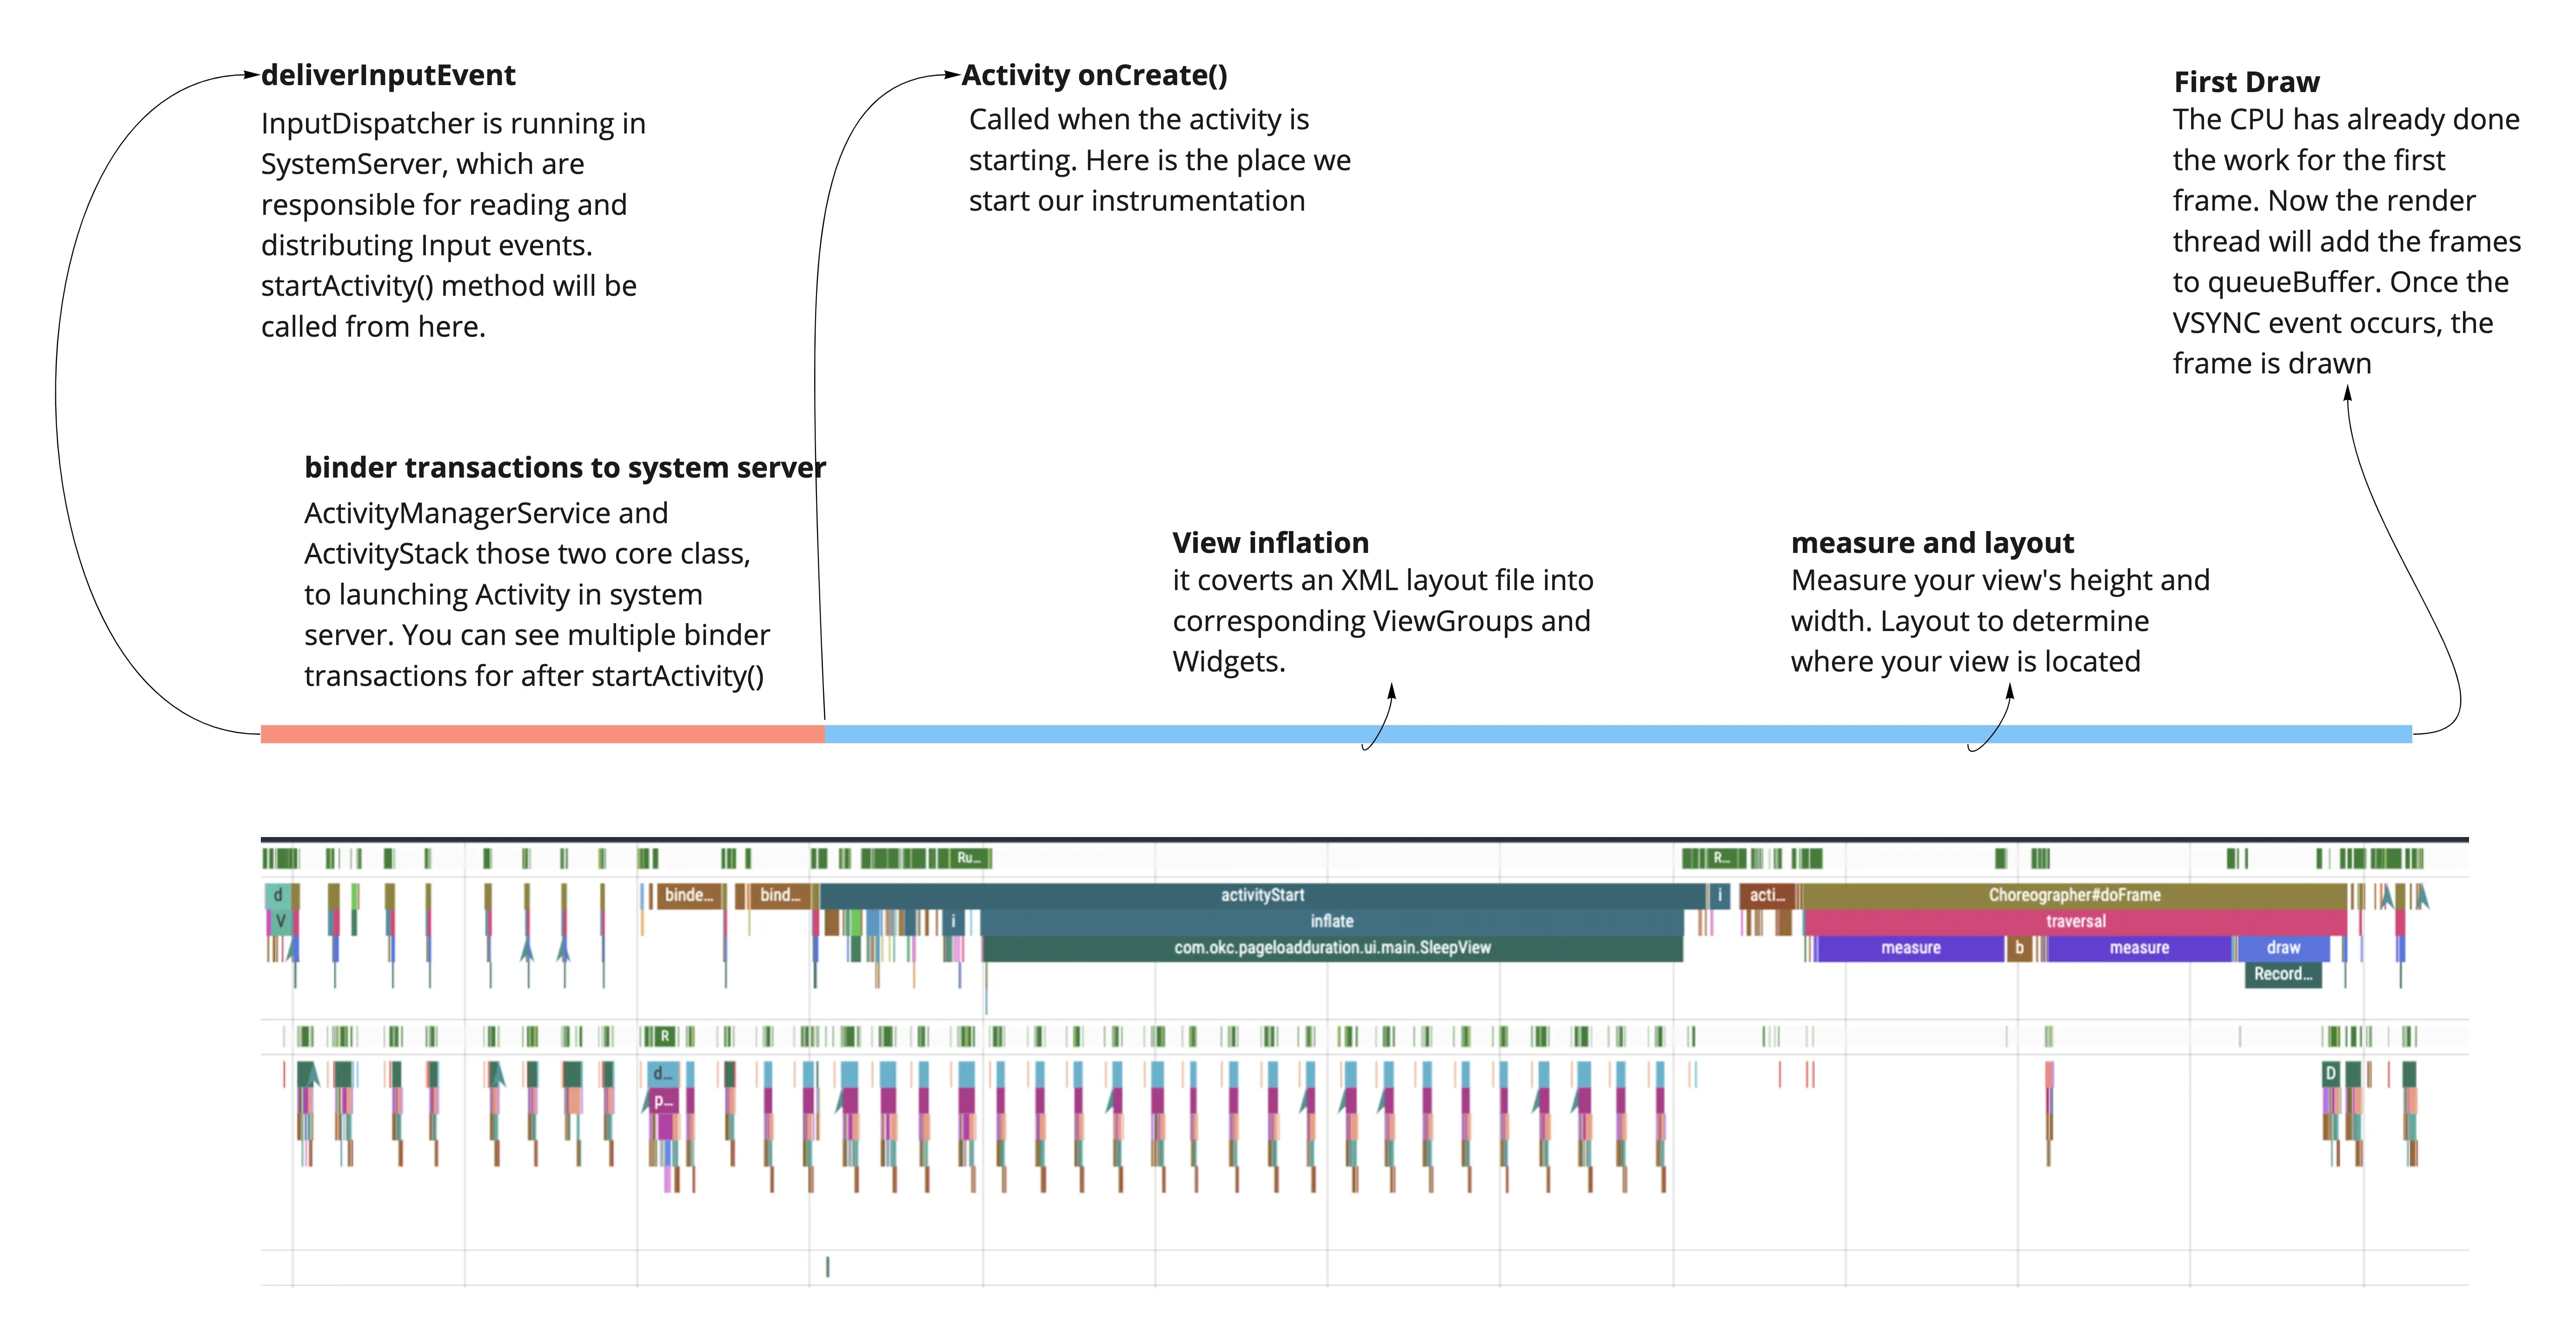 deliverInputEvent
InputDispatcher is running in
SystemServer, which are
responsible for reading and
distributing Input events.
startActivity() method will be
called from here.
Activity onCreate()
Called when the activity is
starting. Here is the place we
start our instrumentation
First Draw
The CPU has already done
the work for the first
frame. Now the render
thread will add the frames
to queueBuffer. Once the
VSYNC event occurs, the
frame is drawn
binder transactions to system server
ActivityManagerService and
ActivityStack those two core class,
to launching Activity in system
server. You can see multiple binder
transactions for after startActivity()
View inflation
it coverts an XML layout file into
corresponding ViewGroups and
Widgets.
measure and layout
Measure your view's height and
width. Layout to determine
where your view is located
Ru... R...
d binde... bind... activityStart i acti... Choreographer#doFrame
V i inflate traversal
com.okc.pageloadduration.ui.main.SleepView measure b measure draw
Record...
R
d... D
p...